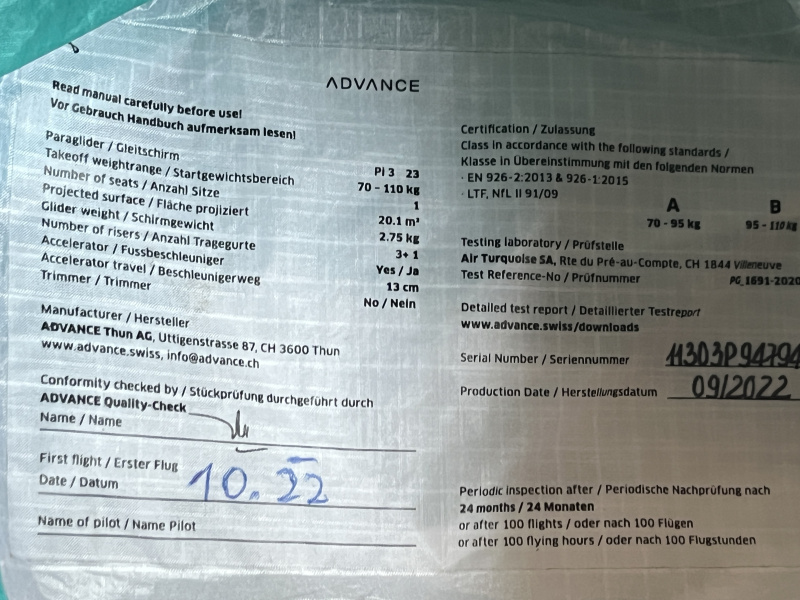 ADVANCE
Read manual carefully before use!
Vor Gebrauch Handbuch aufmerksam lesen!
Paraglider / Gleitschirm Pi 3 23
Takeoff weightrange / Startgewichtsbereich 70 - 110 kg
Number of seats / Anzahl Sitze 1
Projected surface / Fläche projiziert 20.1 m²
Glider weight / Schirmgewicht 2.75 kg
Number of risers / Anzahl Tragegurte 3+ 1
Accelerator / Fussbeschleuniger Yes / Ja
Accelerator travel / Beschleunigerweg 13 cm
Trimmer / Trimmer No / Nein
Manufacturer / Hersteller
ADVANCE Thun AG, Uttigenstrasse 87, CH 3600 Thun
www.advance.swiss, info@advance.ch
Conformity checked by / Stückprüfung durchgeführt durch
ADVANCE Quality-Check
Name / Name
First flight / Erster Flug
Date / Datum 10. 22
Name of pilot / Name Pilot
Certification / Zulassung
Class in accordance with the following standards /
Klasse in Übereinstimmung mit den folgenden Normen
· EN 926-2:2013 & 926-1:2015
· LTF, NfL II 91/09
A B
70 - 95 kg 95 - 110 kg
Testing laboratory / Prüfstelle
Air Turquoise SA, Rte du Pré-au-Compte, CH 1844 Villeneuve
Test Reference-No / Prüfnummer PG_1691-2020
Detailed test report / Detaillierter Testreport
www.advance.swiss/downloads
Serial Number / Seriennummer 11303P94794
Production Date / Herstellungsdatum 09/2022
Periodic inspection after / Periodische Nachprüfung nach
24 months / 24 Monaten
or after 100 flights / oder nach 100 Flügen
or after 100 flying hours / oder nach 100 Flugstunden